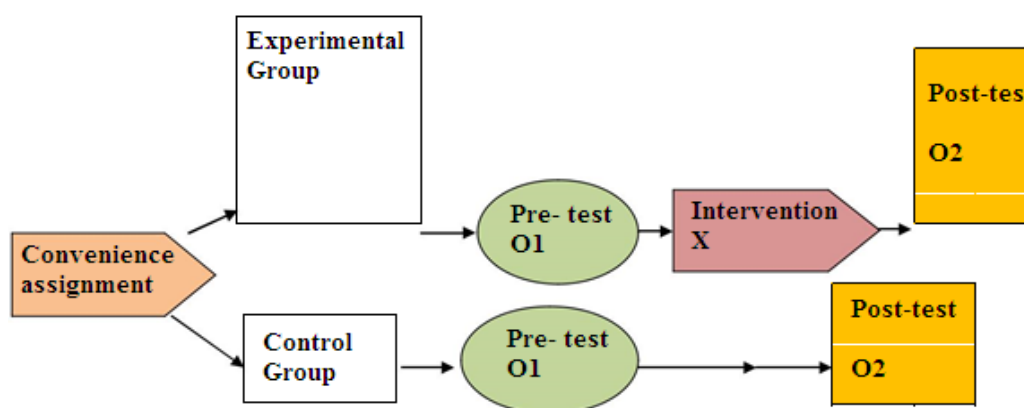 Experimental
Group
Post-tes
O2
Pre- test
O1
Intervention
X
Convenience
assignment
Control
Group
Pre- test
O1
Post-test
O2